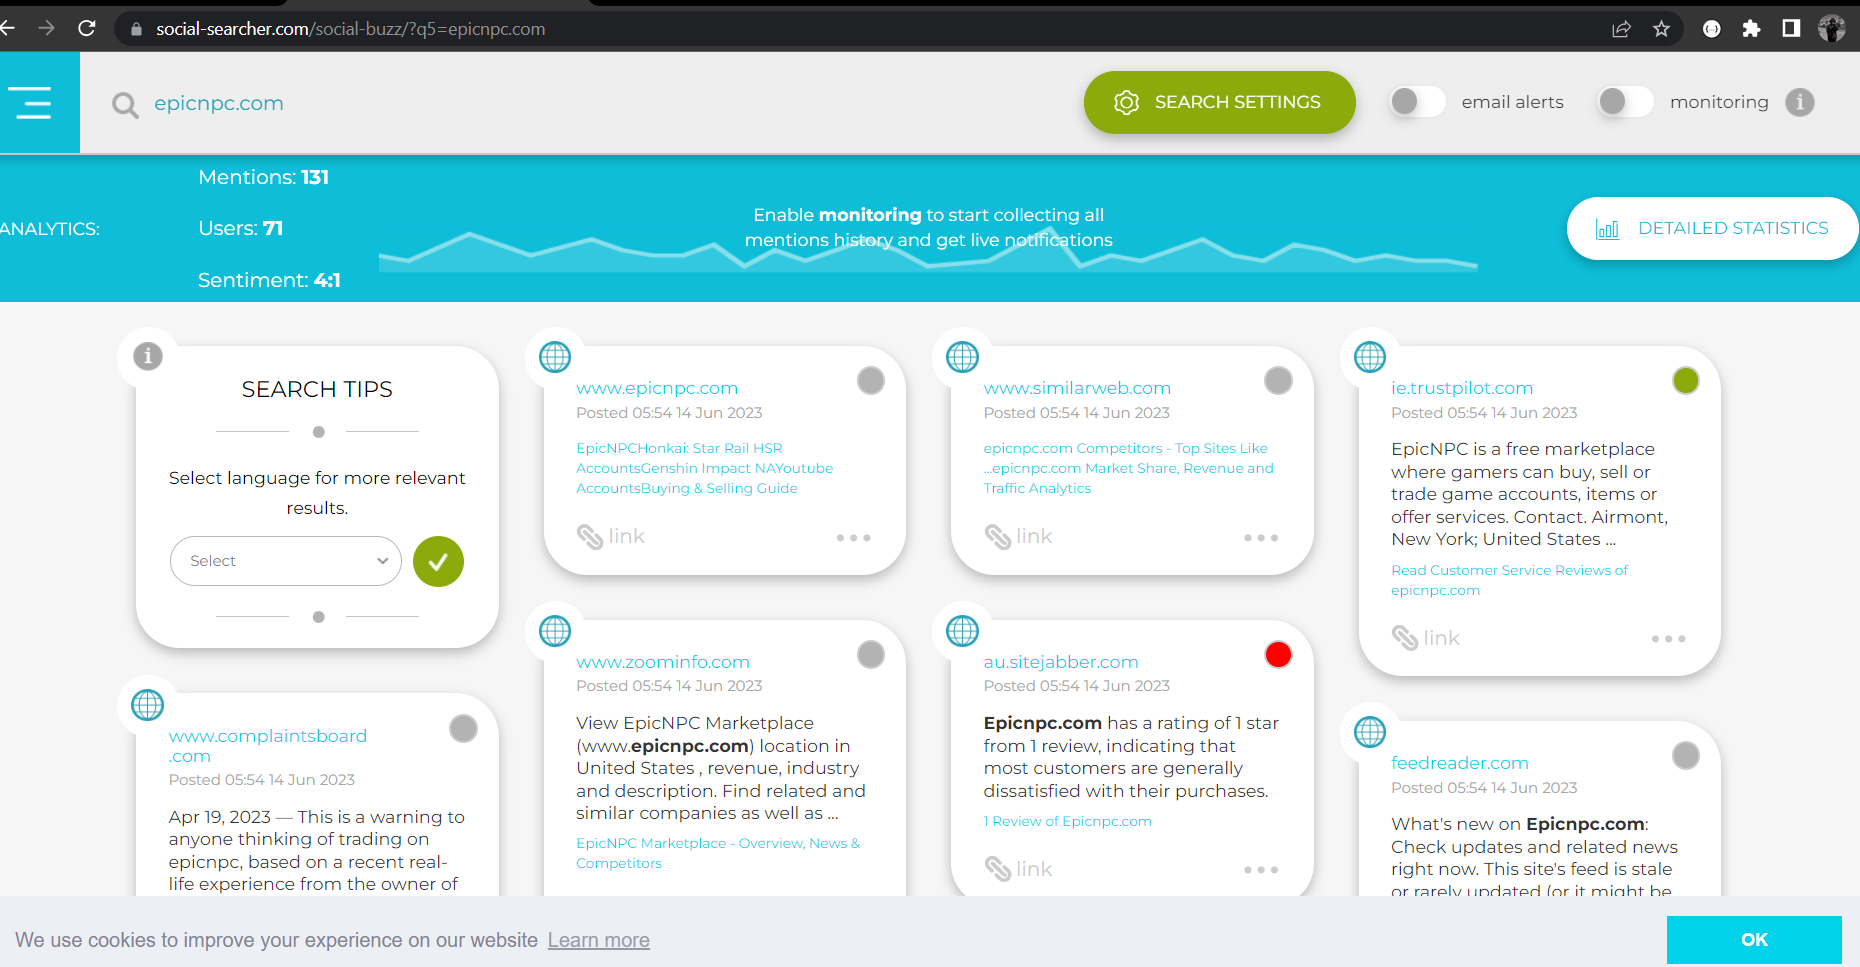 social-searcher.com/social-buzz/?q5=epicnpc.com
epicnpc.com
SEARCH SETTINGS
email alerts
monitoring
i
ANALYTICS:
Mentions: 131
Users: 71
Sentiment: 4:1
Enable monitoring to start collecting all
mentions history and get live notifications
DETAILED STATISTICS
i
SEARCH TIPS
Select language for more relevant
results.
Select
www.complaintsboard
.com
Posted 05:54 14 Jun 2023
Apr 19, 2023 — This is a warning to
anyone thinking of trading on
epicnpc, based on a recent real-
life experience from the owner of
www.epicnpc.com
Posted 05:54 14 Jun 2023
EpicNPCHonkai: Star Rail HSR
AccountsGenshin Impact NAYoutube
AccountsBuying & Selling Guide
link
www.zoominfo.com
Posted 05:54 14 Jun 2023
View EpicNPC Marketplace
(www.epicnpc.com) location in
United States , revenue, industry
and description. Find related and
similar companies as well as ...
EpicNPC Marketplace - Overview, News &
Competitors
www.similarweb.com
Posted 05:54 14 Jun 2023
epicnpc.com Competitors - Top Sites Like
...epicnpc.com Market Share, Revenue and
Traffic Analytics
link
au.sitejabber.com
Posted 05:54 14 Jun 2023
Epicnpc.com has a rating of 1 star
from 1 review, indicating that
most customers are generally
dissatisfied with their purchases.
1 Review of Epicnpc.com
link
ie.trustpilot.com
Posted 05:54 14 Jun 2023
EpicNPC is a free marketplace
where gamers can buy, sell or
trade game accounts, items or
offer services. Contact. Airmont,
New York; United States ...
Read Customer Service Reviews of
epicnpc.com
link
feedreader.com
Posted 05:54 14 Jun 2023
What's new on Epicnpc.com:
Check updates and related news
right now. This site's feed is stale
or rarely updated (or it might be
We use cookies to improve your experience on our website Learn more
OK